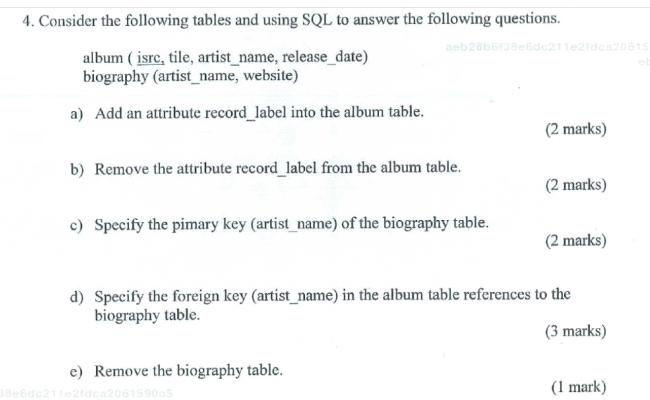 4. Consider the following tables and using SQL to answer the following questions.
aeb28b6f38e6dc211e2fdca20615
album ( isrc, tile, artist_name, release_date)
biography (artist_name, website)
a) Add an attribute record_label into the album table.
(2 marks)
b) Remove the attribute record_label from the album table.
(2 marks)
c) Specify the pimary key (artist_name) of the biography table.
(2 marks)
d) Specify the foreign key (artist_name) in the album table references to the
biography table.
(3 marks)
e) Remove the biography table.
(1 mark)